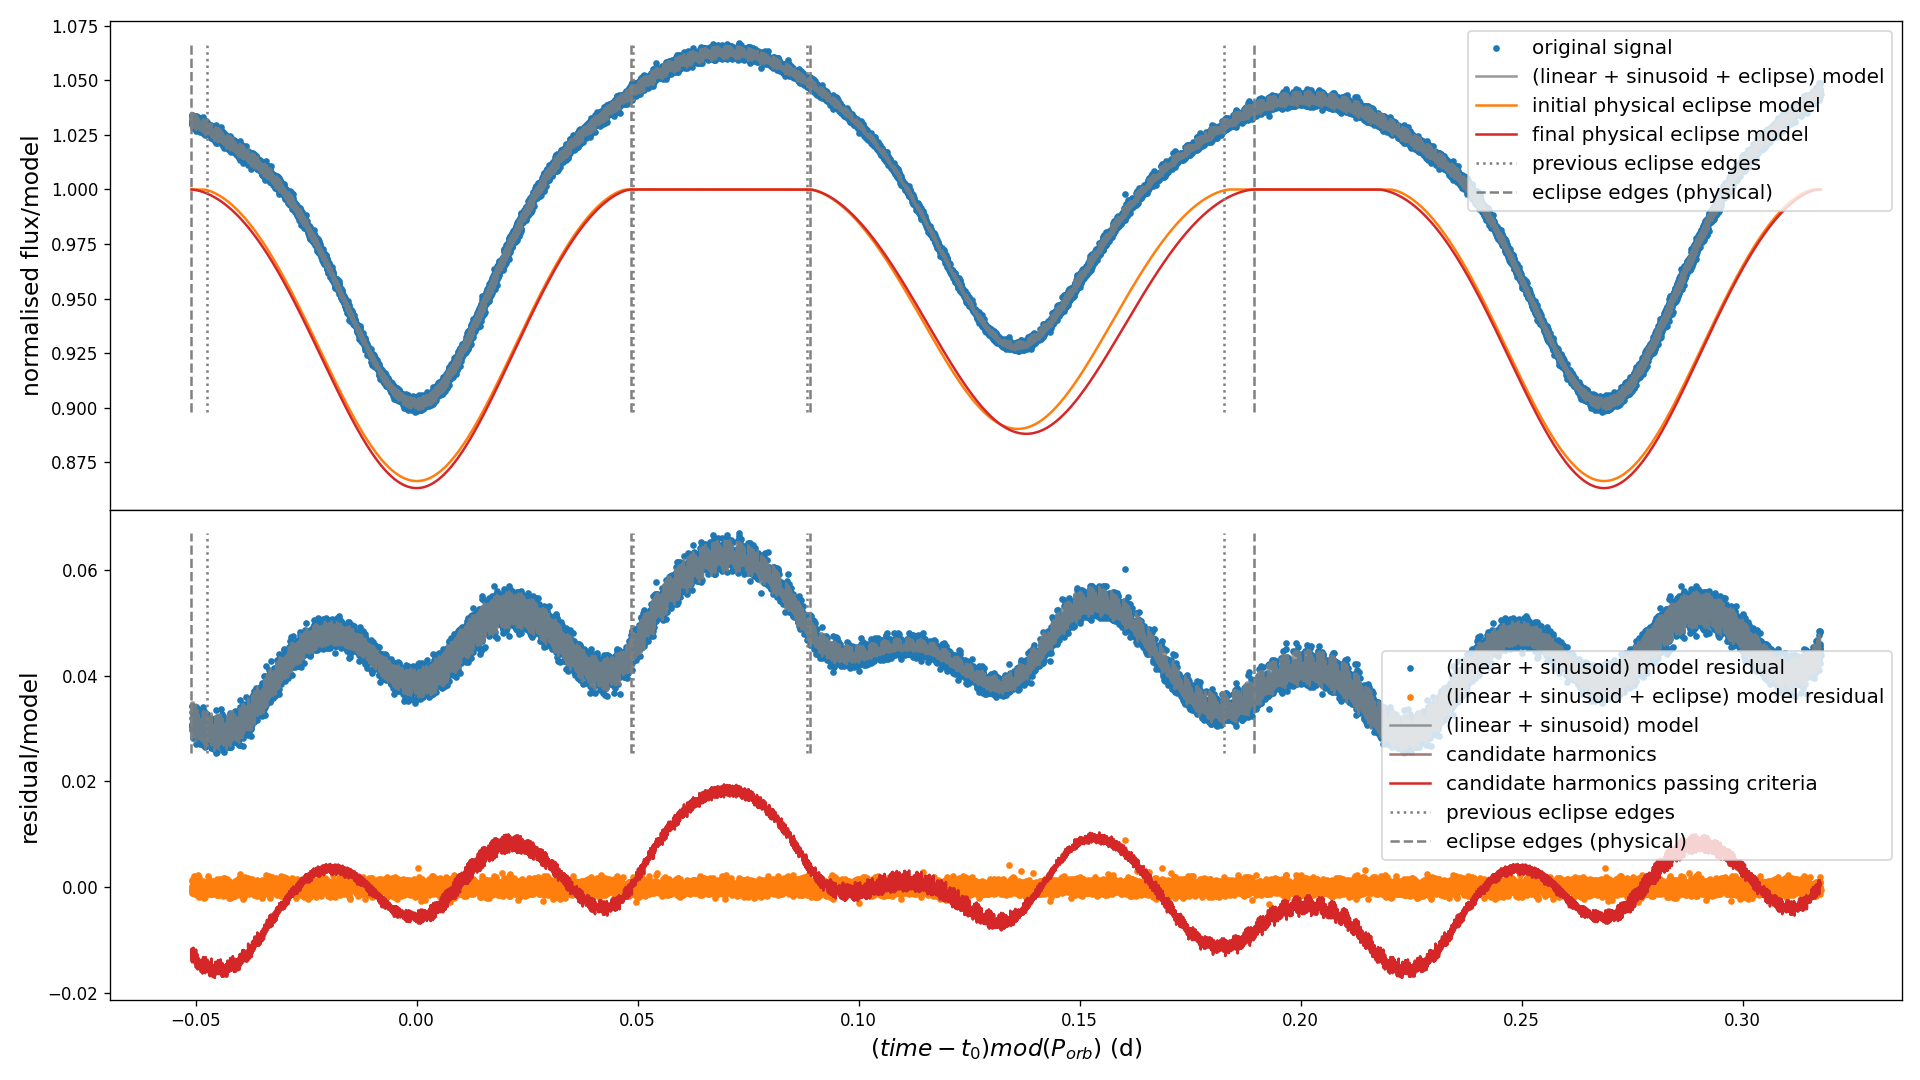 normalised flux/model
1.075
1.050
1.025
1.000
0.975
0.950
0.925
0.900
0.875
original signal
(linear + sinusoid + eclipse) model
initial physical eclipse model
final physical eclipse model
previous eclipse edges
eclipse edges (physical)
residual/model
0.06
0.04
0.02
0.00
−0.02
(linear + sinusoid) model residual
(linear + sinusoid + eclipse) model residual
(linear + sinusoid) model
candidate harmonics
candidate harmonics passing criteria
previous eclipse edges
eclipse edges (physical)
−0.05 0.00 0.05 0.10 0.15 0.20 0.25 0.30
(time − t₀)mod(Pₒᵣb) (d)